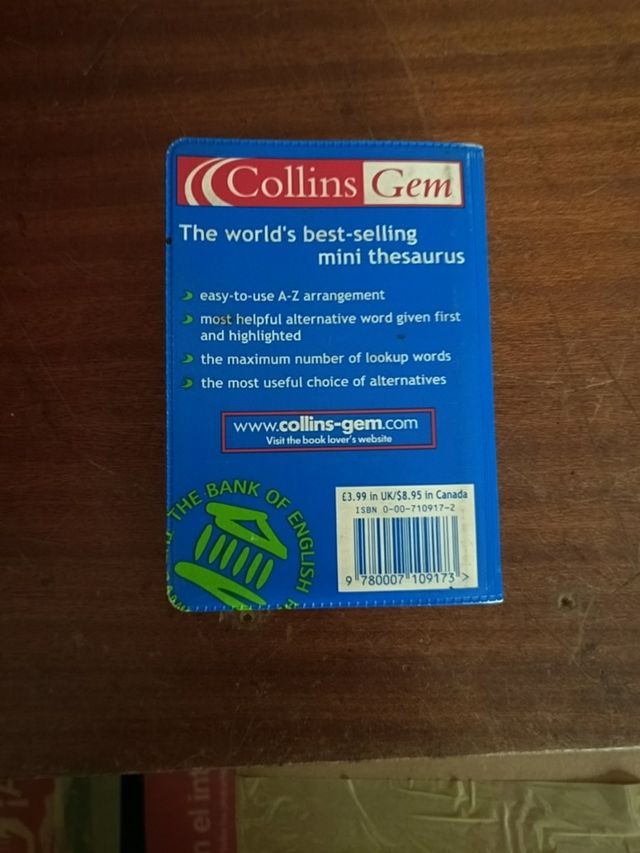 Collins Gem
The world's best-selling
mini thesaurus
easy-to-use A-Z arrangement
most helpful alternative word given first
and highlighted
the maximum number of lookup words
the most useful choice of alternatives
www.collins-gem.com
Visit the book lover's website
THE BANK OF ENGLISH
£3.99 in UK/$8.95 in Canada
ISBN 0-00-710917-2
9 780007 109173 >
el